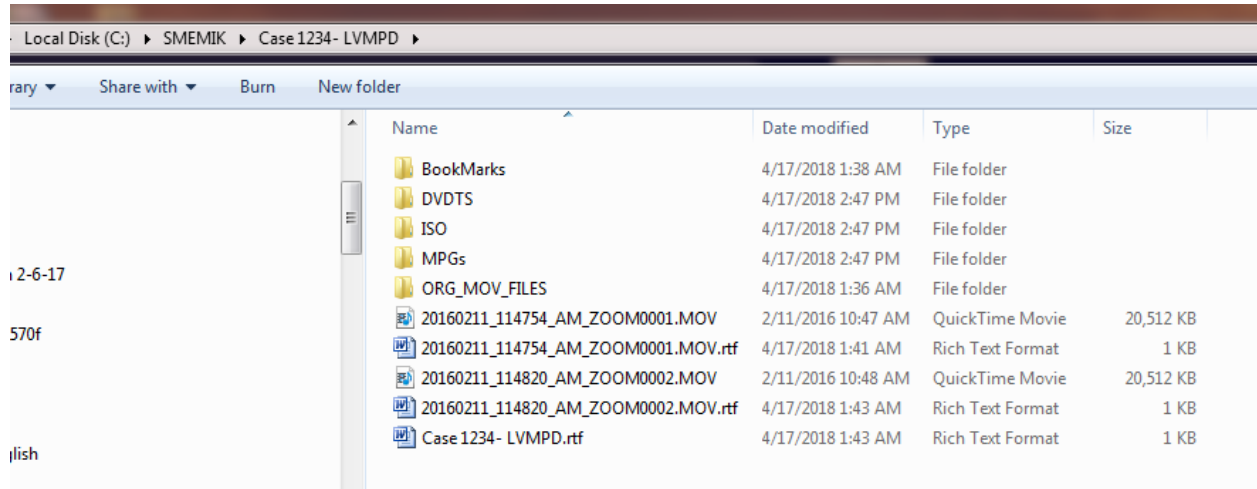 Local Disk (C:) ▸ SMEMIK ▸ Case 1234- LVMPD ▸
rary ▾ Share with ▾ Burn New folder
Name Date modified Type Size
BookMarks 4/17/2018 1:38 AM File folder
DVDTS 4/17/2018 2:47 PM File folder
ISO 4/17/2018 2:47 PM File folder
MPGs 4/17/2018 2:47 PM File folder
2-6-17
ORG_MOV_FILES 4/17/2018 1:36 AM File folder
20160211_114754_AM_ZOOM0001.MOV 2/11/2016 10:47 AM QuickTime Movie 20,512 KB
570f
20160211_114754_AM_ZOOM0001.MOV.rtf 4/17/2018 1:41 AM Rich Text Format 1 KB
20160211_114820_AM_ZOOM0002.MOV 2/11/2016 10:48 AM QuickTime Movie 20,512 KB
20160211_114820_AM_ZOOM0002.MOV.rtf 4/17/2018 1:43 AM Rich Text Format 1 KB
Case 1234- LVMPD.rtf 4/17/2018 1:43 AM Rich Text Format 1 KB
glish